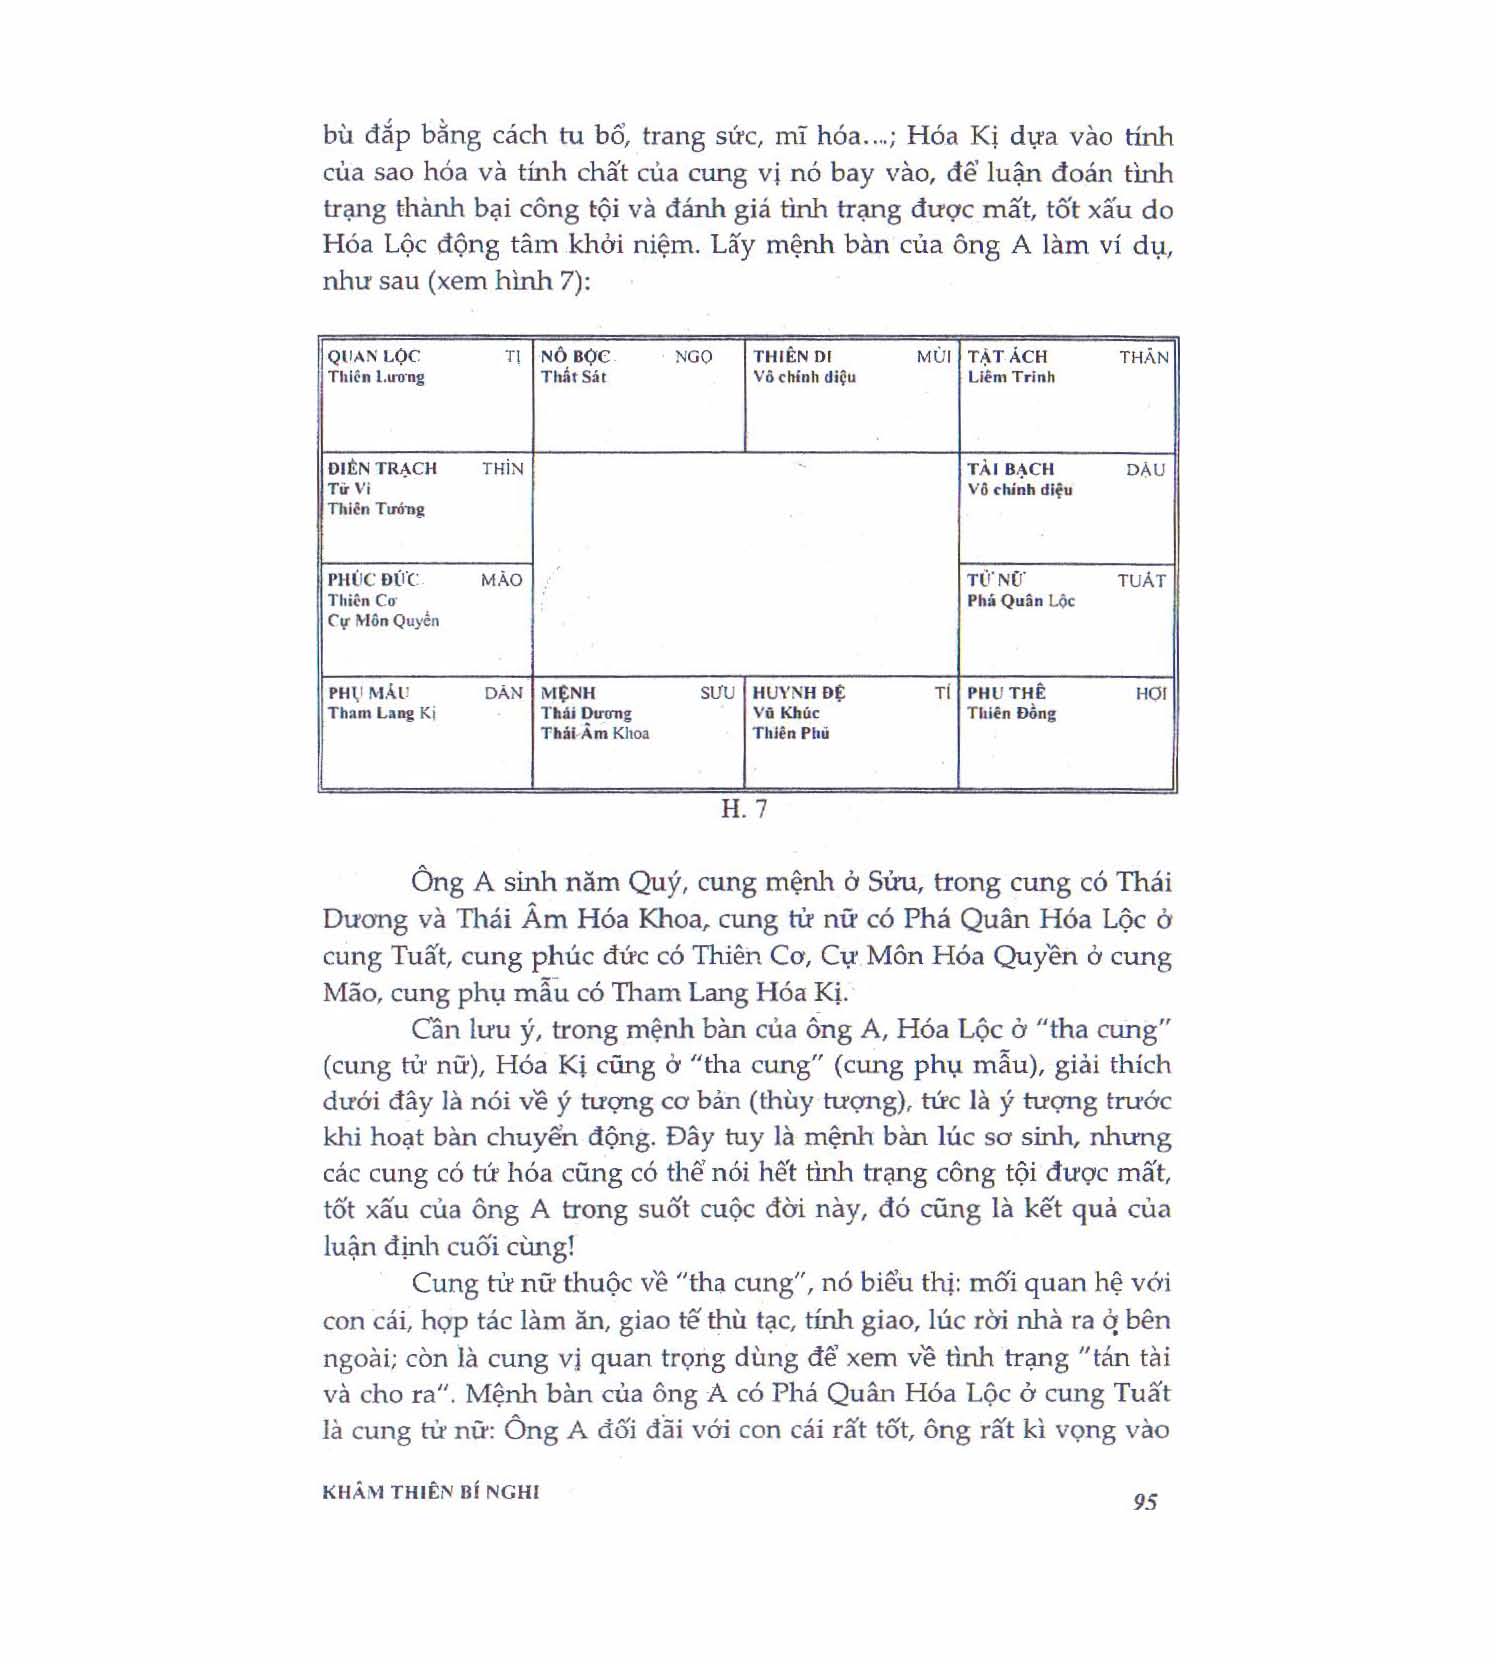 bù đắp bằng cách tu bổ, trang sức, mĩ hóa...; Hóa Kị dựa vào tính
của sao hóa và tính chất của cung vị nó bay vào, để luận đoán tình
trạng thành bại công tội và đánh giá tình trạng được mất, tốt xấu do
Hóa Lộc động tâm khởi niệm. Lấy mệnh bàn của ông A làm ví dụ,
như sau (xem hình 7):
QUAN LỘC TỊ
Thiên Lương
NÔ BỘC NGỌ
Thất Sát
THIÊN DI MÙI
Vô chính diệu
TẬT ÁCH THÂN
Liêm Trinh
ĐIỀN TRẠCH THÌN
Tử Vi
Thiên Tướng
TÀI BẠCH DẬU
Vô chính diệu
PHÚC ĐỨC MÃO
Thiên Cơ
Cự Môn Quyền
TỬ NỮ TUẤT
Phá Quân Lộc
PHỤ MẪU DẦN
Tham Lang Kị
MỆNH SỬU
Thái Dương
Thái Âm Khoa
HUYNH ĐỆ TÍ
Vũ Khúc
Thiên Phủ
PHU THÊ HỢI
Thiên Đồng
H. 7
Ông A sinh năm Quý, cung mệnh ở Sửu, trong cung có Thái
Dương và Thái Âm Hóa Khoa, cung tử nữ có Phá Quân Hóa Lộc ở
cung Tuất, cung phúc đức có Thiên Cơ, Cự Môn Hóa Quyền ở cung
Mão, cung phụ mẫu có Tham Lang Hóa Kị.
Cần lưu ý, trong mệnh bàn của ông A, Hóa Lộc ở "tha cung"
(cung tử nữ), Hóa Kị cũng ở "tha cung" (cung phụ mẫu), giải thích
dưới đây là nói về ý tượng cơ bản (thùy tượng), tức là ý tượng trước
khi hoạt bàn chuyển động. Đây tuy là mệnh bàn lúc sơ sinh, nhưng
các cung có tứ hóa cũng có thể nói hết tình trạng công tội được mất,
tốt xấu của ông A trong suốt cuộc đời này, đó cũng là kết quả của
luận định cuối cùng!
Cung tử nữ thuộc về "tha cung", nó biểu thị: mối quan hệ với
con cái, hợp tác làm ăn, giao tế thù tạc, tính giao, lúc rời nhà ra ở bên
ngoài; còn là cung vị quan trọng dùng để xem về tình trạng "tán tài
và cho ra". Mệnh bàn của ông A có Phá Quân Hóa Lộc ở cung Tuất
là cung tử nữ: Ông A đối đãi với con cái rất tốt, ông rất kì vọng vào
KHÂM THIÊN BÍ NGHI
95